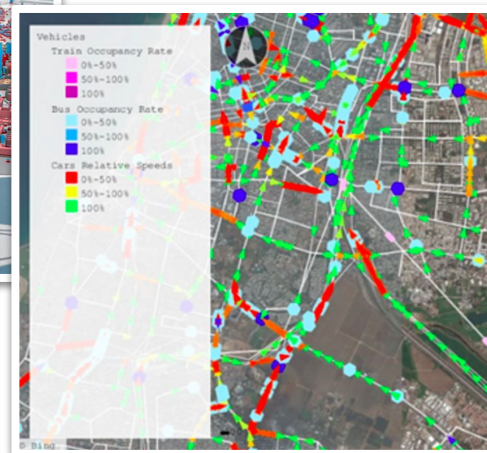 Vehicles
Train Occupancy Rate
0%-50%
50%-100%
100%
Bus Occupancy Rate
0%-50%
50%-100%
100%
Cars Relative Speeds
0%-50%
50%-100%
100%
© Bing